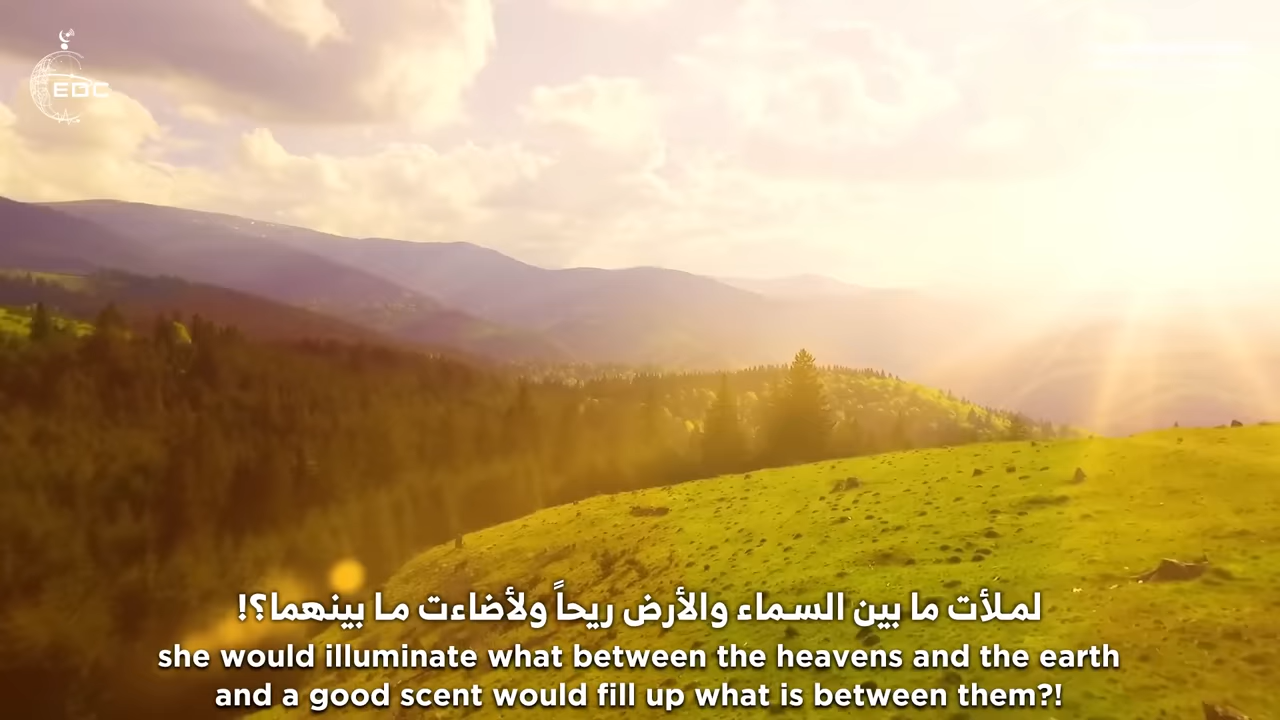 EDC
لملأت ما بين السماء والأرض ريحاً ولأضاءت ما بينهما؟!
she would illuminate what between the heavens and the earth
and a good scent would fill up what is between them?!